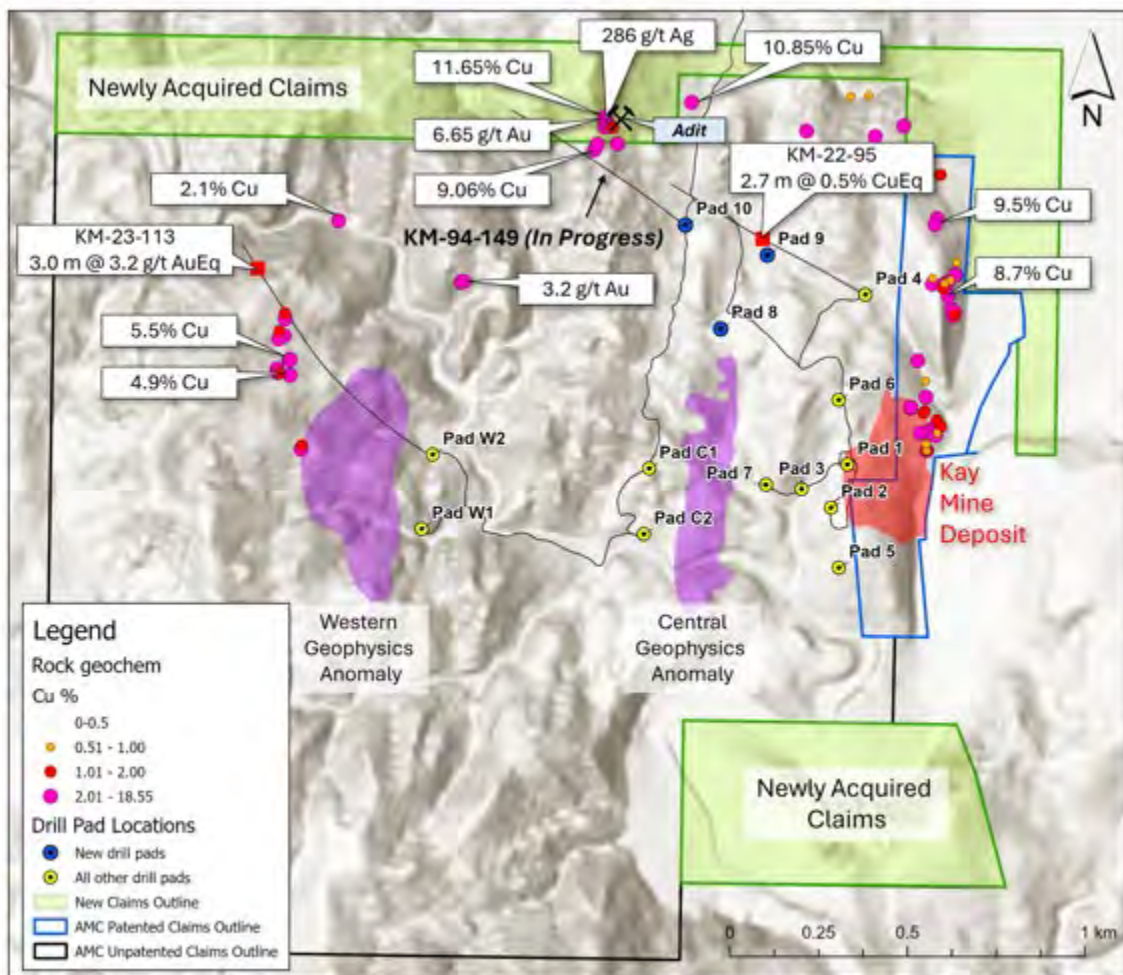 286 g/t Ag
10.85% Cu
11.65% Cu
Newly Acquired Claims
6.65 g/t Au
Adit
N
KM-22-95
2.7 m @ 0.5% CuEq
2.1% Cu
9.06% Cu
9.5% Cu
Pad 10
KM-94-149 (In Progress)
Pad 9
KM-23-113
3.0 m @ 3.2 g/t AuEq
Pad 4
8.7% Cu
3.2 g/t Au
Pad 8
5.5% Cu
4.9% Cu
Pad 6
Pad W2
Pad C1
Pad 7
Pad 3
Pad 1
Kay
Mine
Deposit
Pad 2
Pad W1
Pad C2
Pad 5
Western
Geophysics
Anomaly
Central
Geophysics
Anomaly
Legend
Rock geochem
Cu %
0-0.5
0.51 - 1.00
1.01 - 2.00
2.01 - 18.55
Drill Pad Locations
New drill pads
All other drill pads
New Claims Outline
AMC Patented Claims Outline
AMC Unpatented Claims Outline
Newly Acquired
Claims
0 0.25 0.5 1 km